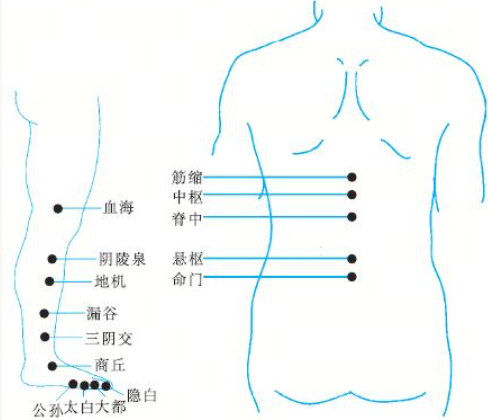 筋缩
中枢
脊中
悬枢
命门
血海
阴陵泉
地机
漏谷
三阴交
商丘
隐白
公孙太白大都